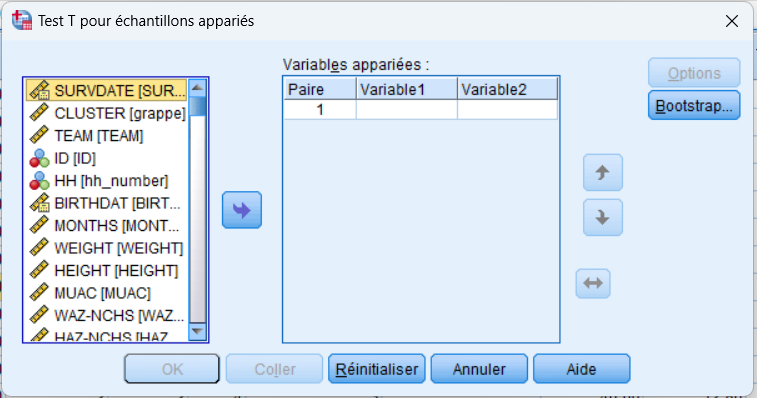 Test T pour échantillons appariés
SURVDATE [SUR...
CLUSTER [grappe]
TEAM [TEAM]
ID [ID]
HH [hh_number]
BIRTHDAT [BIRT...
MONTHS [MONT...
WEIGHT [WEIGHT]
HEIGHT [HEIGHT]
MUAC [MUAC]
WAZ-NCHS [WAZ...
HAZ-NCHS [HAZ
Variables appariées :
Paire Variable1 Variable2
1
Options
Bootstrap...
OK Coller Réinitialiser Annuler Aide